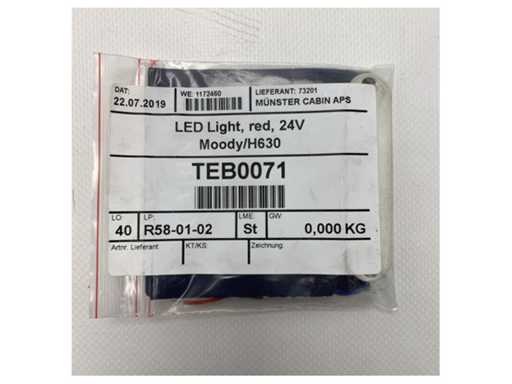 DAT:
22.07.2019
WE: 1172460
LIEFERANT: 73201
MÜNSTER CABIN APS
LED Light, red, 24V
Moody/H630
TEB0071
LO:
40
LP:
R58-01-02
LME:
St
GW:
0,000 KG
Artnr. Lieferant
KT/KS:
Zeichnung: